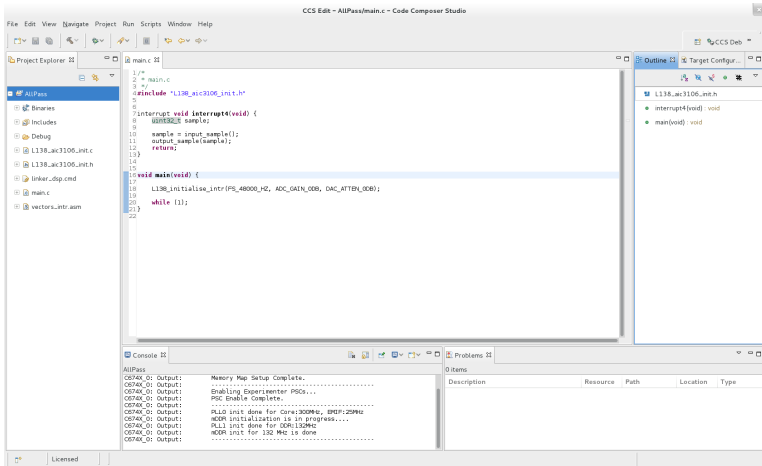 CCS Edit - AllPass/main.c - Code Composer Studio
File Edit View Navigate Project Run Scripts Window Help
CCS Deb
Project Explorer
AllPass
Binaries
Includes
Debug
L138_aic3106_init.c
L138_aic3106_init.h
linker_dsp.cmd
main.c
vectors_intr.asm
main.c
1 /*
2 * main.c
3 */
4 #include "L138_aic3106_init.h"
5
6
7 interrupt void interrupt4(void) {
8 uint32_t sample;
9
10 sample = input_sample();
11 output_sample(sample);
12 return;
13 }
14
15
16 void main(void) {
17
18 L138_initialise_intr(FS_48000_HZ, ADC_GAIN_0DB, DAC_ATTEN_0DB);
19
20 while (1);
21 }
22
Outline
Target Configur...
L138_aic3106_init.h
interrupt4(void) : void
main(void) : void
Console
AllPass
C674X_0: Output: Memory Map Setup Complete.
C674X_0: Output: ---------------------------------------------
C674X_0: Output: Enabling Experimenter PSCs...
C674X_0: Output: PSC Enable Complete.
C674X_0: Output: ---------------------------------------------
C674X_0: Output: PLL0 init done for Core:300MHz, EMIF:25MHz
C674X_0: Output: mDDR initialization is in progress....
C674X_0: Output: PLL1 init done for DDR:132MHz
C674X_0: Output: mDDR init for 132 MHz is done
C674X_0: Output: ---------------------------------------------
Problems
0 items
Description Resource Path Location Type
Licensed